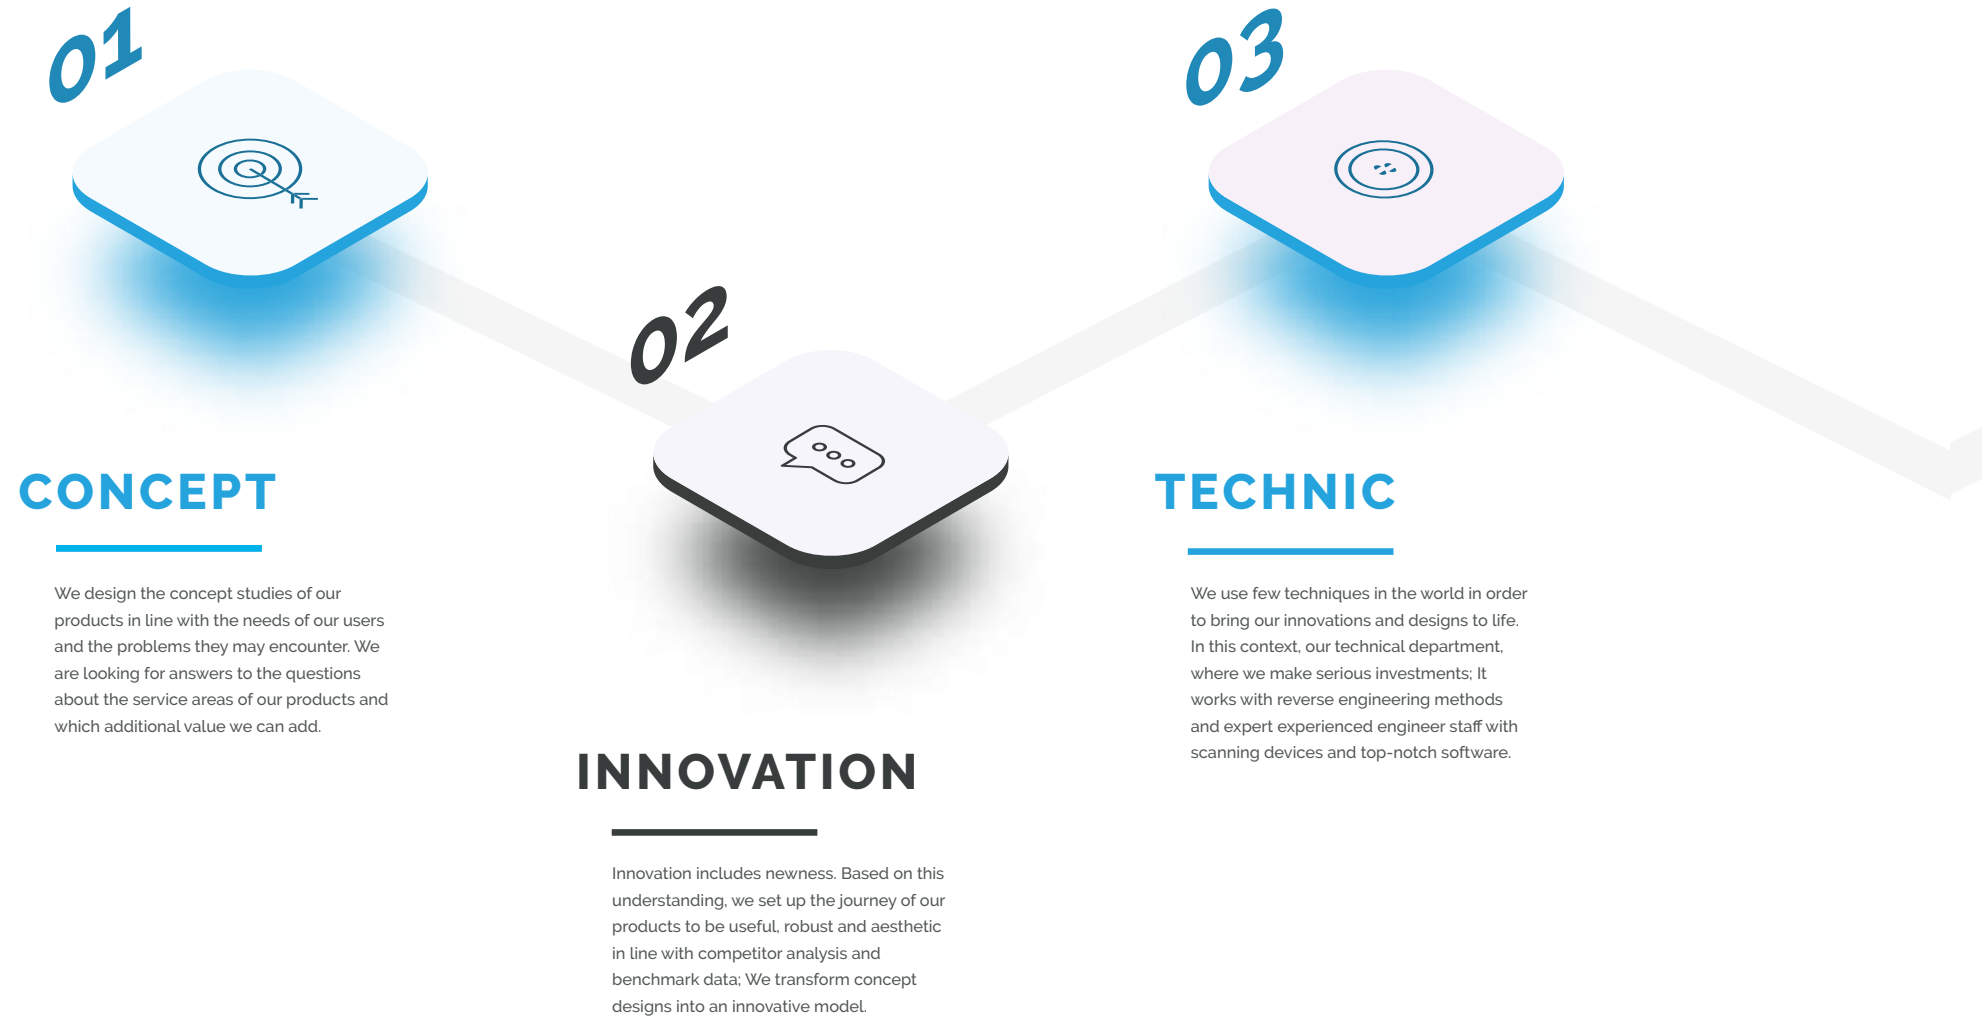 01
CONCEPT
We design the concept studies of our
products in line with the needs of our users
and the problems they may encounter. We
are looking for answers to the questions
about the service areas of our products and
which additional value we can add.
02
INNOVATION
Innovation includes newness. Based on this
understanding, we set up the journey of our
products to be useful, robust and aesthetic
in line with competitor analysis and
benchmark data; We transform concept
designs into an innovative model.
03
TECHNIC
We use few techniques in the world in order
to bring our innovations and designs to life.
In this context, our technical department,
where we make serious investments; It
works with reverse engineering methods
and expert experienced engineer staff with
scanning devices and top-notch software.